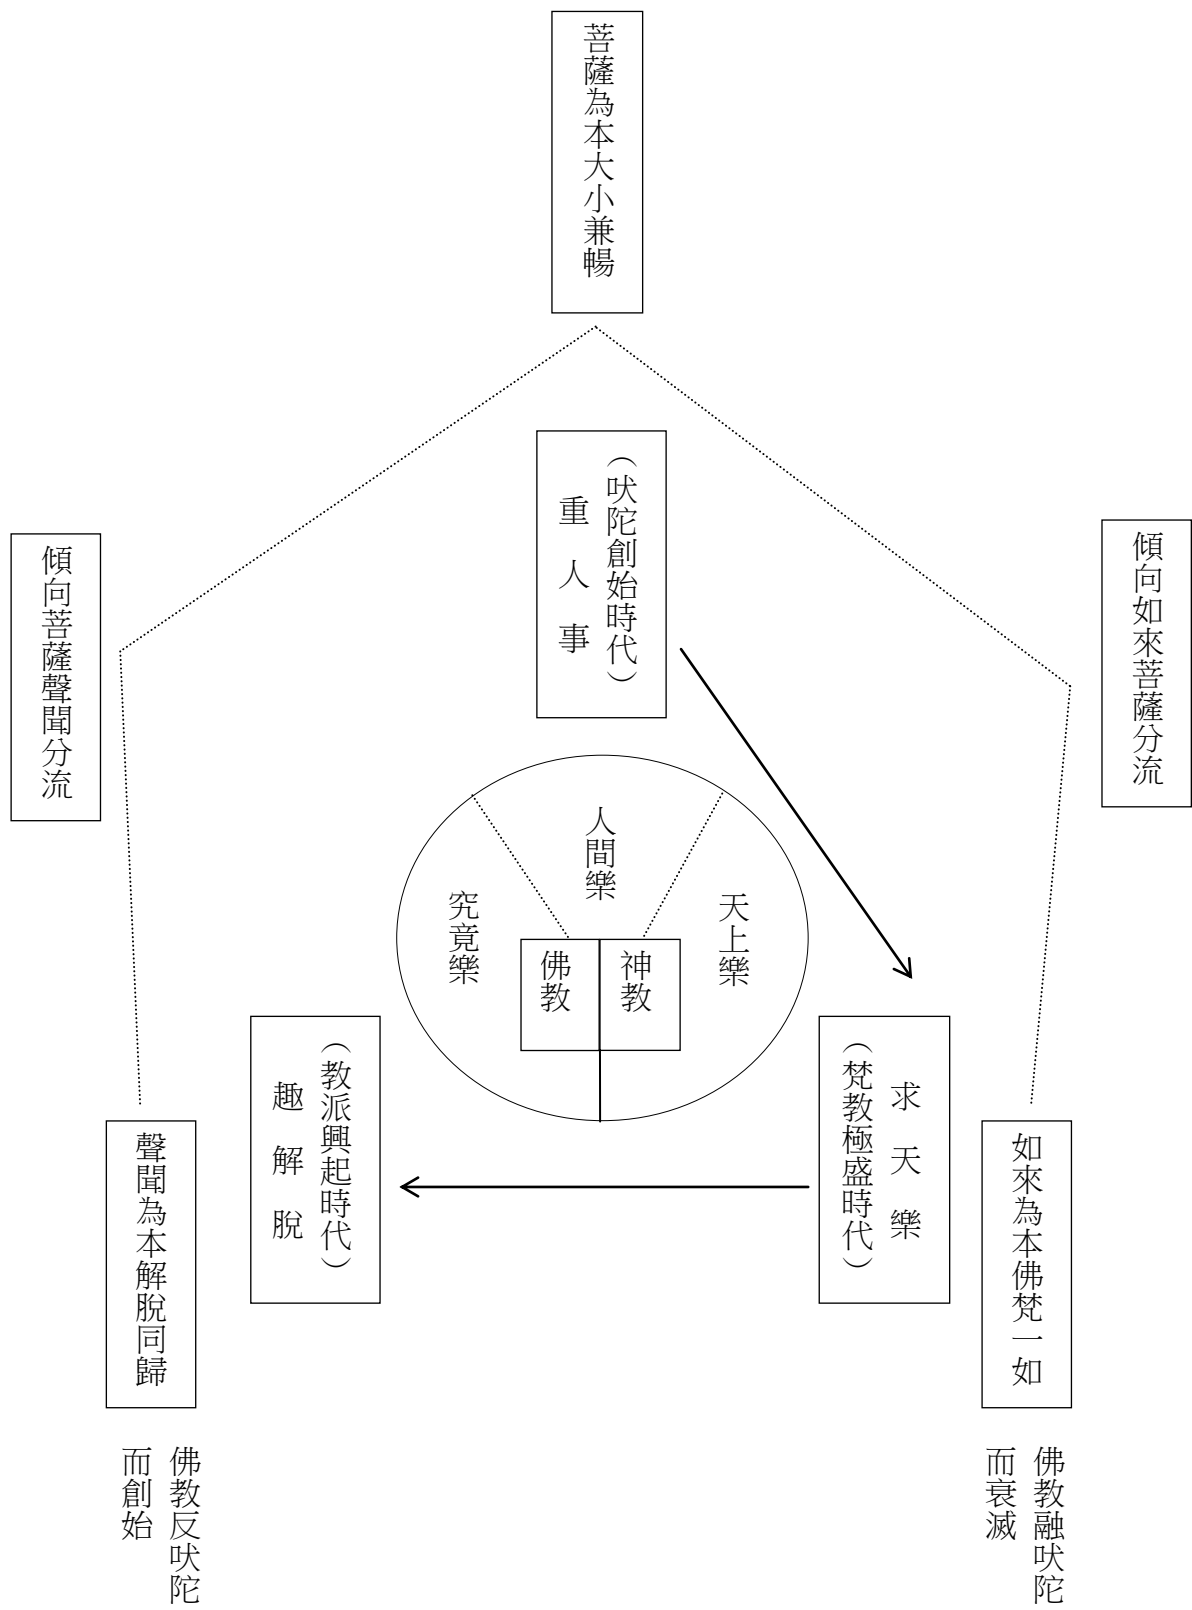 菩薩為本大小兼暢
（吠陀創始時代）
重人事
傾向如來菩薩分流
傾向菩薩聲聞分流
天上樂
人間樂
究竟樂
神教
佛教
求天樂
（梵教極盛時代）
（教派興起時代）
趣解脫
如來為本佛梵一如
聲聞為本解脫同歸
佛教融吠陀
而衰滅
佛教反吠陀
而創始